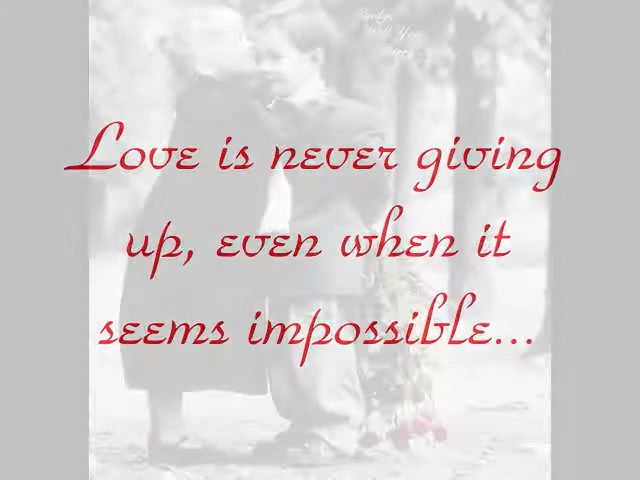 Love is never giving
up, even when it
seems impossible...